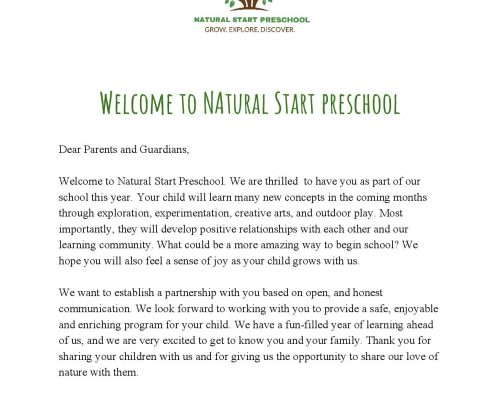 NATURAL START PRESCHOOL
GROW. EXPLORE. DISCOVER.
WELCOME TO NATURAL START PRESCHOOL
Dear Parents and Guardians,
Welcome to Natural Start Preschool. We are thrilled to have you as part of our
school this year. Your child will learn many new concepts in the coming months
through exploration, experimentation, creative arts, and outdoor play. Most
importantly, they will develop positive relationships with each other and our
learning community. What could be a more amazing way to begin school? We
hope you will also feel a sense of joy as your child grows with us.
We want to establish a partnership with you based on open, and honest
communication. We look forward to working with you to provide a safe, enjoyable
and enriching program for your child. We have a fun-filled year of learning ahead
of us, and we are very excited to get to know you and your family. Thank you for
sharing your children with us and for giving us the opportunity to share our love of
nature with them.